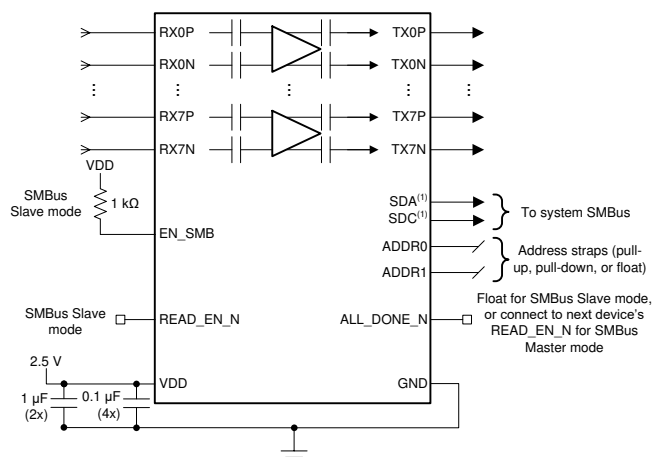 RX0P TX0P
RX0N TX0N
RX7P TX7P
RX7N TX7N
VDD
SMBus
Slave mode
1 kΩ
EN_SMB
SDA(1)
SDC(1)
To system SMBus
ADDR0
ADDR1
Address straps (pull-
up, pull-down, or float)
SMBus Slave
mode
READ_EN_N
ALL_DONE_N
Float for SMBus Slave mode,
or connect to next device's
READ_EN_N for SMBus
Master mode
2.5 V
VDD
GND
1 µF
(2x)
0.1 µF
(4x)